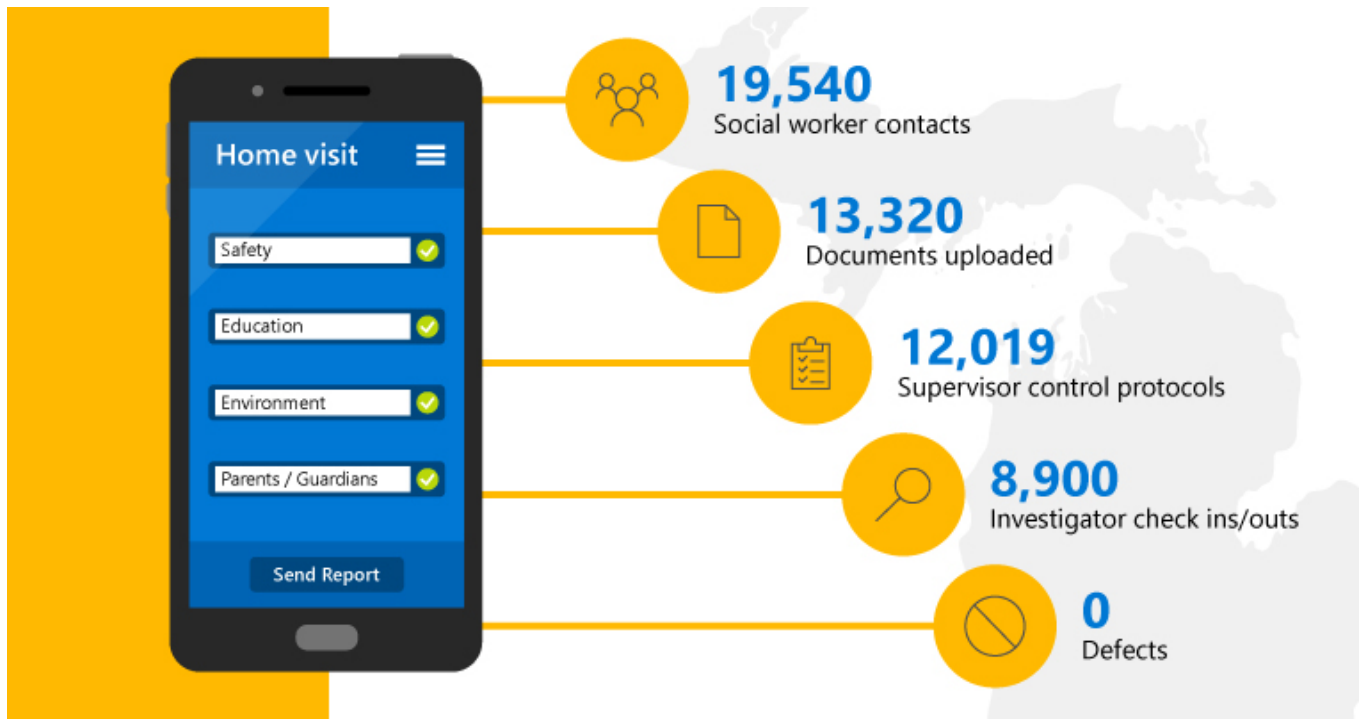 Home visit
Safety
Education
Environment
Parents / Guardians
Send Report
19,540
Social worker contacts
13,320
Documents uploaded
12,019
Supervisor control protocols
8,900
Investigator check ins/outs
0
Defects